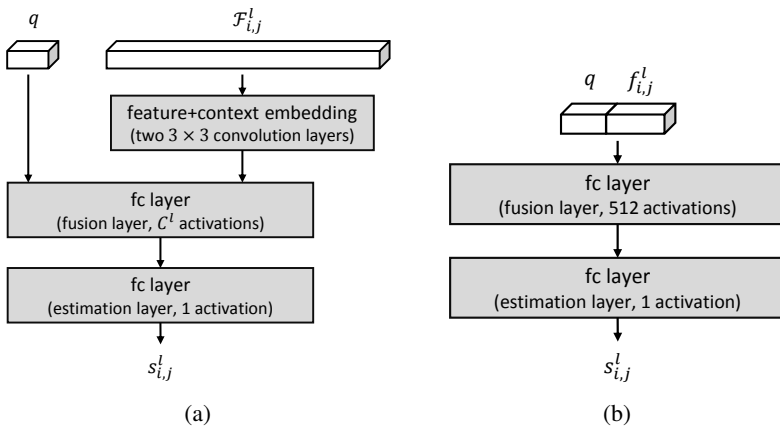 q
ℱ^l_{i,j}
feature+context embedding
(two 3 × 3 convolution layers)
fc layer
(fusion layer, C^l activations)
fc layer
(estimation layer, 1 activation)
s^l_{i,j}
(a)
q f^l_{i,j}
fc layer
(fusion layer, 512 activations)
fc layer
(estimation layer, 1 activation)
s^l_{i,j}
(b)